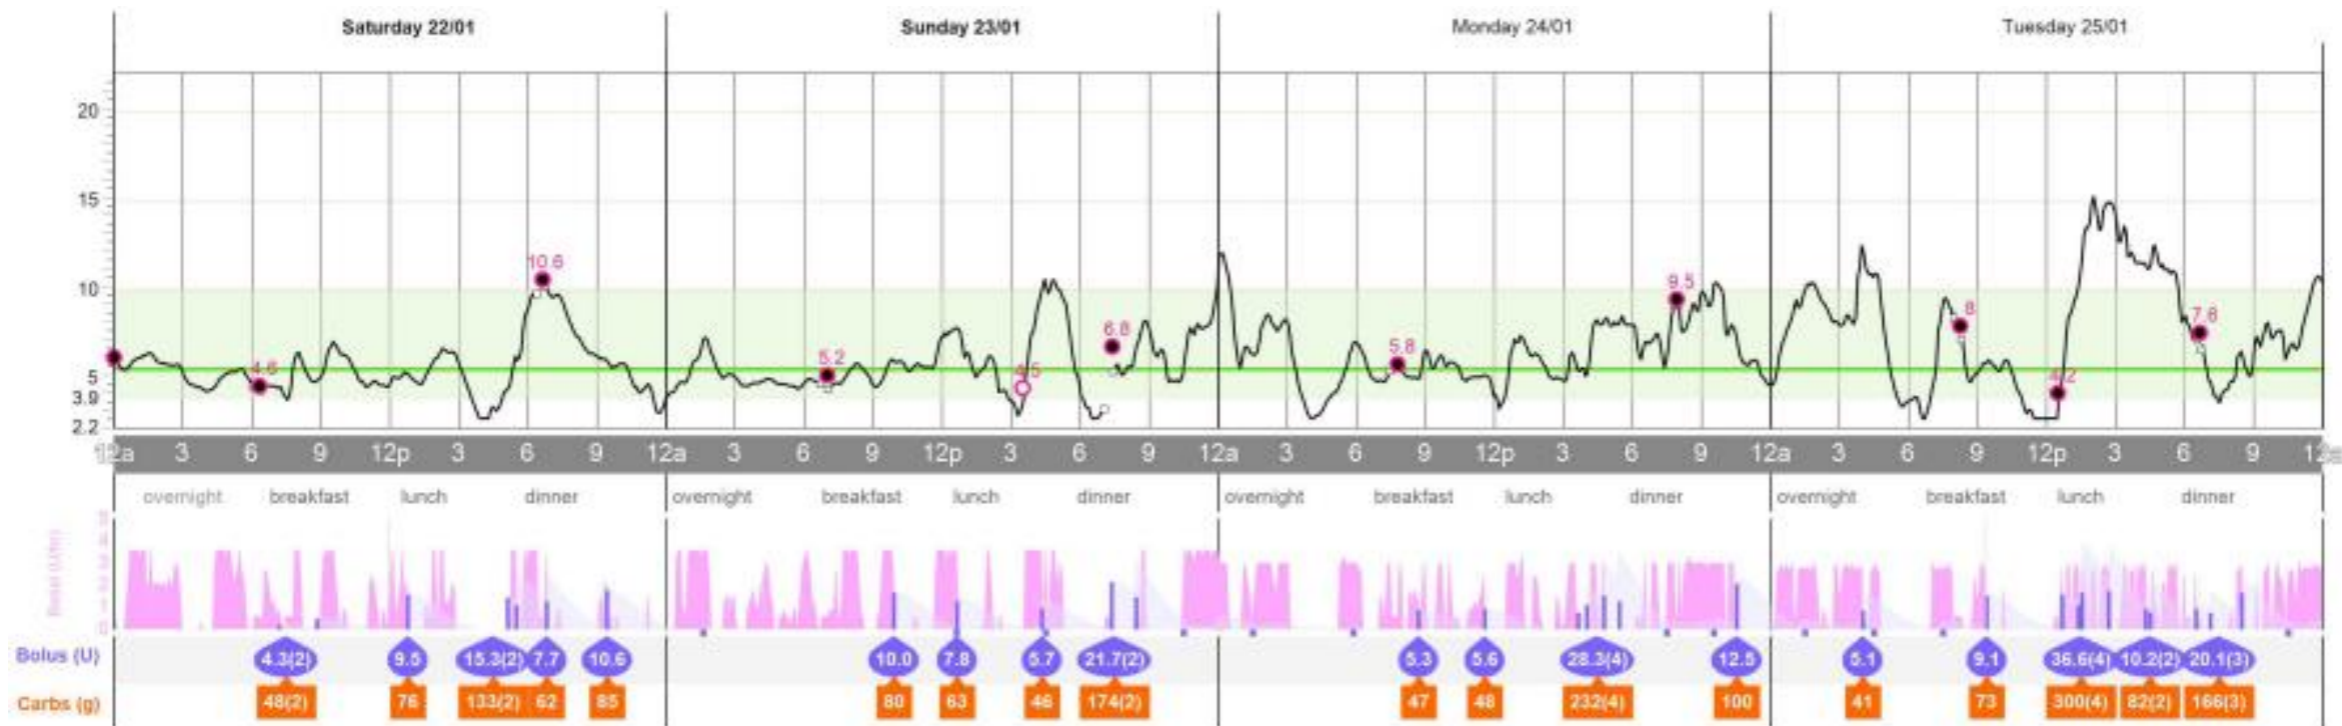 Saturday 22/01 Sunday 23/01 Monday 24/01 Tuesday 25/01
20
15
10
5
3.9
2.2
4.6 10.6 5.2 4.5 6.8 5.8 9.5 8 4.2 7.6
12a 3 6 9 12p 3 6 9 12a 3 6 9 12p 3 6 9 12a 3 6 9 12p 3 6 9 12a 3 6 9 12p 3 6 9 12a
overnight breakfast lunch dinner overnight breakfast lunch dinner overnight breakfast lunch dinner overnight breakfast lunch dinner
Basal (U/hr)
Bolus (U) 4.3(2) 9.5 15.3(2) 7.7 10.6 10.0 7.8 5.7 21.7(2) 5.3 5.6 28.3(4) 12.5 5.1 9.1 36.6(4) 10.2(2) 20.1(3)
Carbs (g) 48(2) 76 133(2) 62 85 80 63 46 174(2) 47 48 232(4) 100 41 73 300(4) 82(2) 166(3)